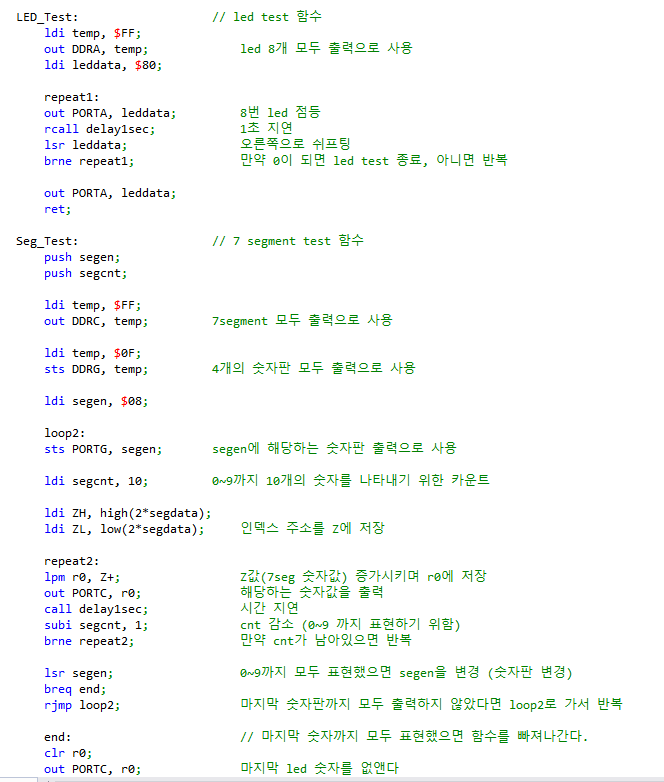 LED_Test:                   // led test 함수
    ldi temp, $FF;
    out DDRA, temp;             led 8개 모두 출력으로 사용
    ldi leddata, $80;

    repeat1:
    out PORTA, leddata;         8번 led 점등
    rcall delay1sec;            1초 지연
    lsr leddata;                오른쪽으로 쉬프팅
    brne repeat1;               만약 0이 되면 led test 종료, 아니면 반복

    out PORTA, leddata;
    ret;

Seg_Test:                   // 7 segment test 함수
    push segen;
    push segcnt;

    ldi temp, $FF;
    out DDRC, temp;         7segment 모두 출력으로 사용

    ldi temp, $0F;
    sts DDRG, temp;         4개의 숫자판 모두 출력으로 사용

    ldi segen, $08;

    loop2:
    sts PORTG, segen;       segen에 해당하는 숫자판 출력으로 사용

    ldi segcnt, 10;         0~9까지 10개의 숫자를 나타내기 위한 카운트

    ldi ZH, high(2*segdata);
    ldi ZL, low(2*segdata);     인덱스 주소를 Z에 저장

    repeat2:
    lpm r0, Z+;                 Z값(7seg 숫자값) 증가시키며 r0에 저장
    out PORTC, r0;              해당하는 숫자값을 출력
    call delay1sec;             시간 지연
    subi segcnt, 1;             cnt 감소 (0~9 까지 표현하기 위함)
    brne repeat2;               만약 cnt가 남아있으면 반복

    lsr segen;                  0~9까지 모두 표현했으면 segen을 변경 (숫자판 변경)
    breq end;
    rjmp loop2;                 마지막 숫자판까지 모두 출력하지 않았다면 loop2로 가서 반복

    end:                        // 마지막 숫자까지 모두 표현했으면 함수를 빠져나간다.
    clr r0;
    out PORTC, r0;              마지막 led 숫자를 없앤다